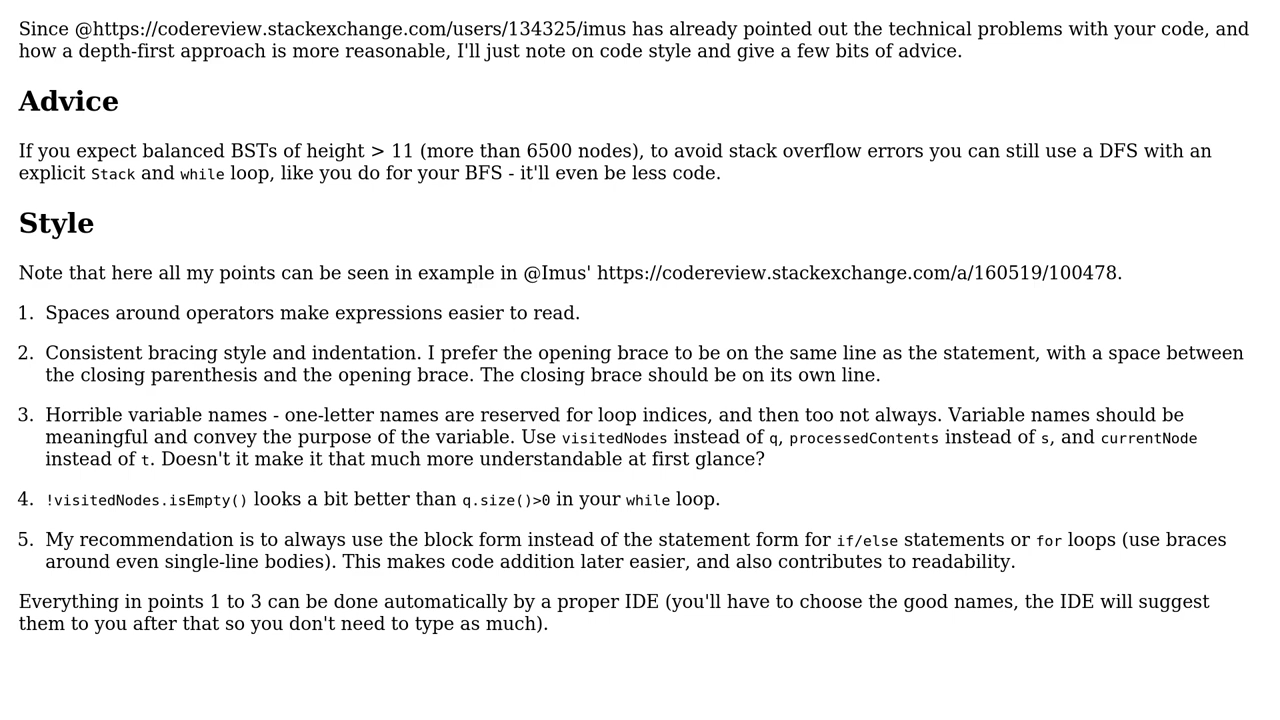 Since @https://codereview.stackexchange.com/users/134325/imus has already pointed out the technical problems with your code, and
how a depth-first approach is more reasonable, I'll just note on code style and give a few bits of advice.
Advice
If you expect balanced BSTs of height > 11 (more than 6500 nodes), to avoid stack overflow errors you can still use a DFS with an
explicit Stack and while loop, like you do for your BFS - it'll even be less code.
Style
Note that here all my points can be seen in example in @Imus' https://codereview.stackexchange.com/a/160519/100478.
1. Spaces around operators make expressions easier to read.
2. Consistent bracing style and indentation. I prefer the opening brace to be on the same line as the statement, with a space between
the closing parenthesis and the opening brace. The closing brace should be on its own line.
3. Horrible variable names - one-letter names are reserved for loop indices, and then too not always. Variable names should be
meaningful and convey the purpose of the variable. Use visitedNodes instead of q, processedContents instead of s, and currentNode
instead of t. Doesn't it make it that much more understandable at first glance?
4. !visitedNodes.isEmpty() looks a bit better than q.size()>0 in your while loop.
5. My recommendation is to always use the block form instead of the statement form for if/else statements or for loops (use braces
around even single-line bodies). This makes code addition later easier, and also contributes to readability.
Everything in points 1 to 3 can be done automatically by a proper IDE (you'll have to choose the good names, the IDE will suggest
them to you after that so you don't need to type as much).